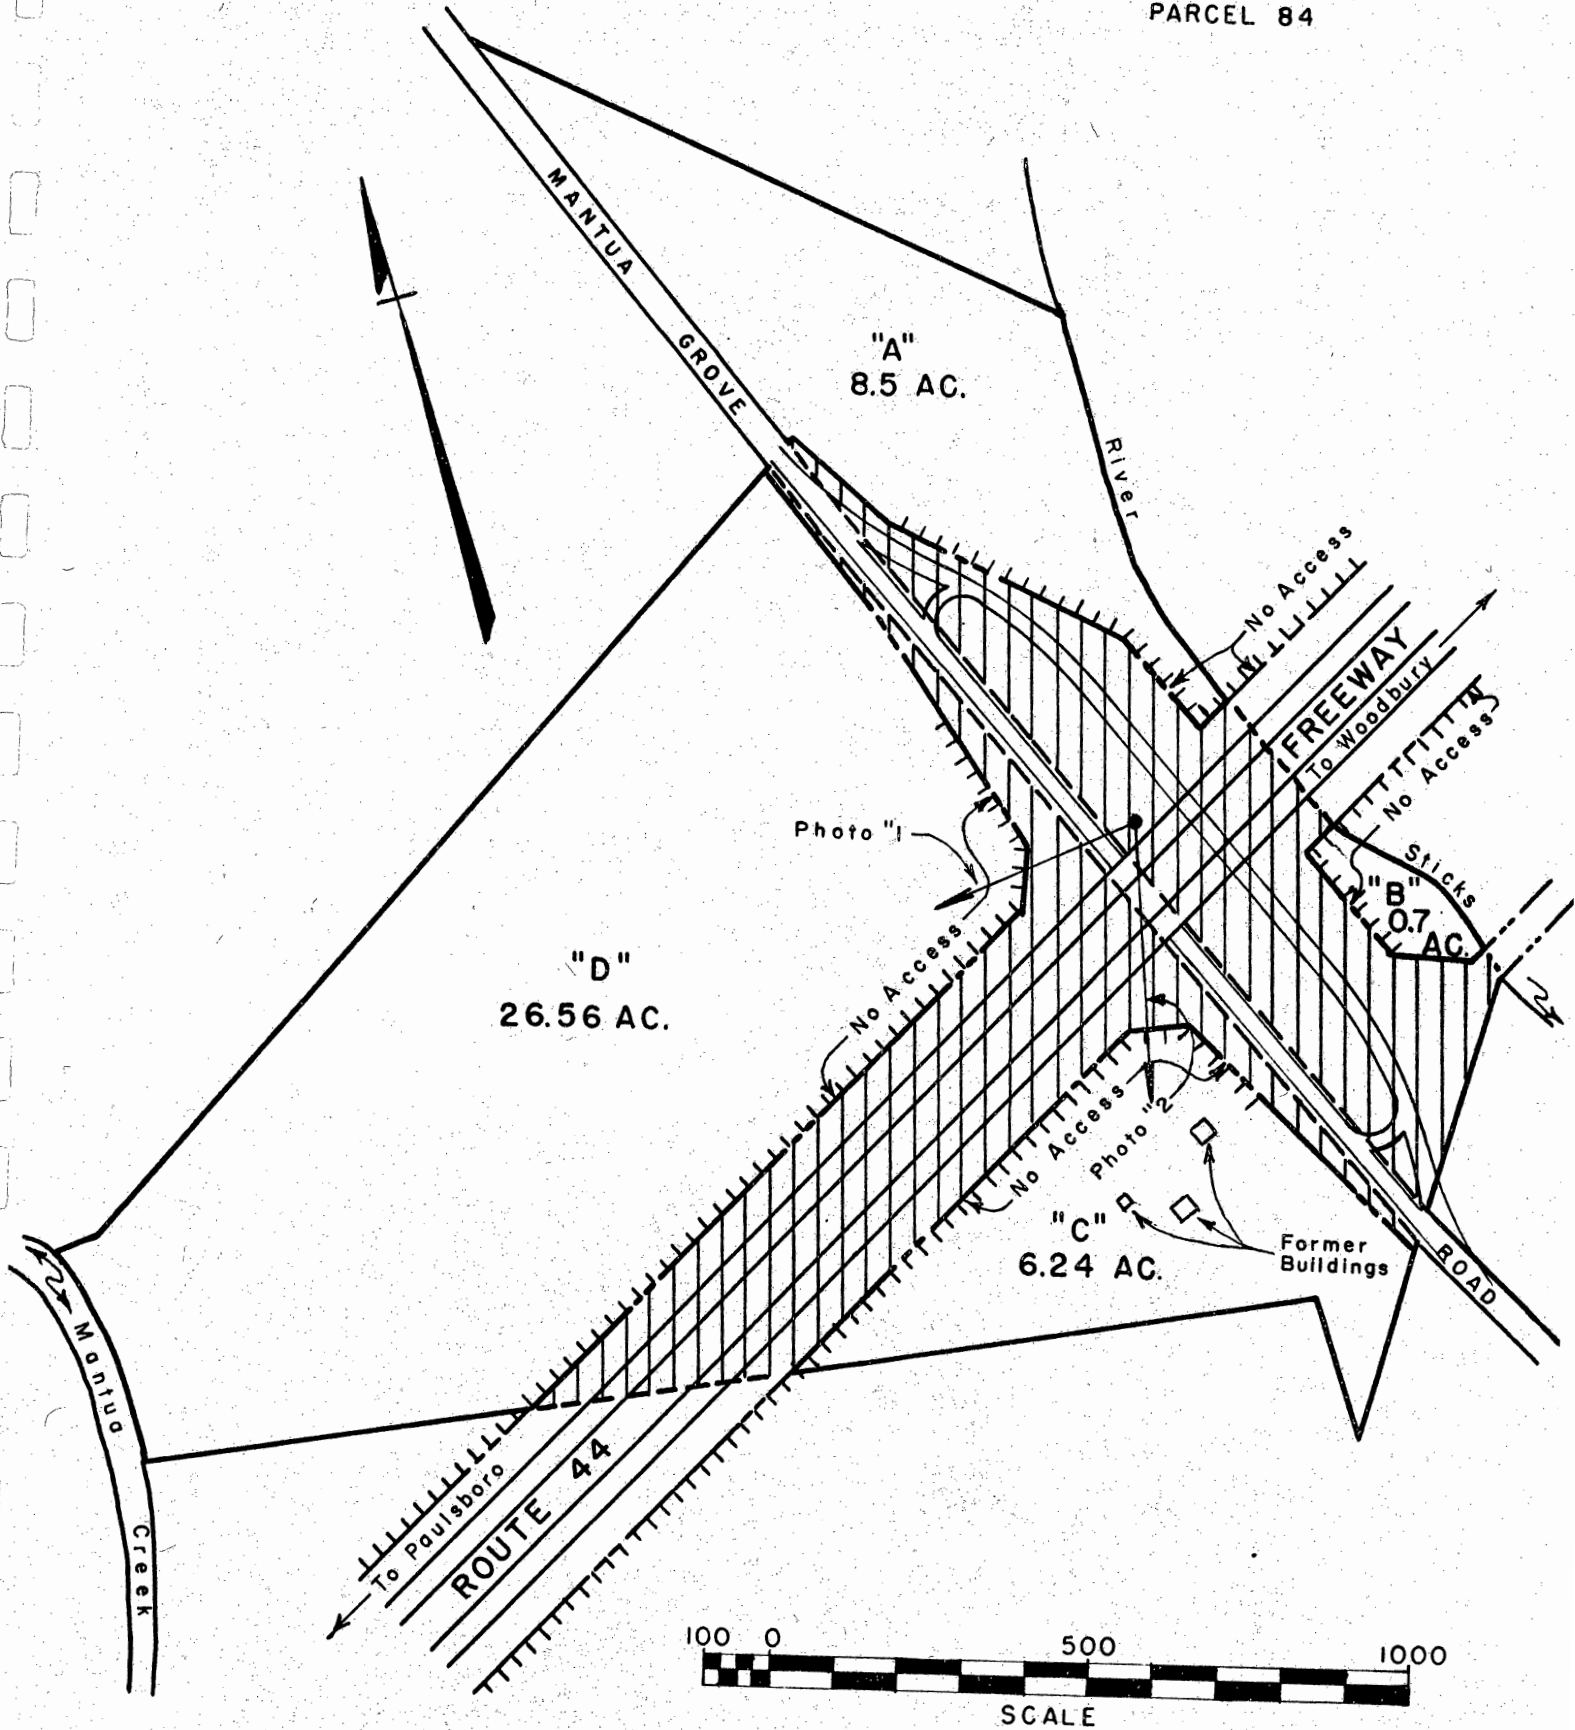 PARCEL 84
MANTUA GROVE ROAD
"A"
8.5 AC.
River
No Access
FREEWAY
To Woodbury
No Access
Sticks
"B"
0.7
AC.
Photo "1
"D"
26.56 AC.
No Access
No Access
Photo "2
"C"
6.24 AC.
Former
Buildings
Mantua Creek
To Paulsboro
ROUTE 44
100 0 500 1000
SCALE